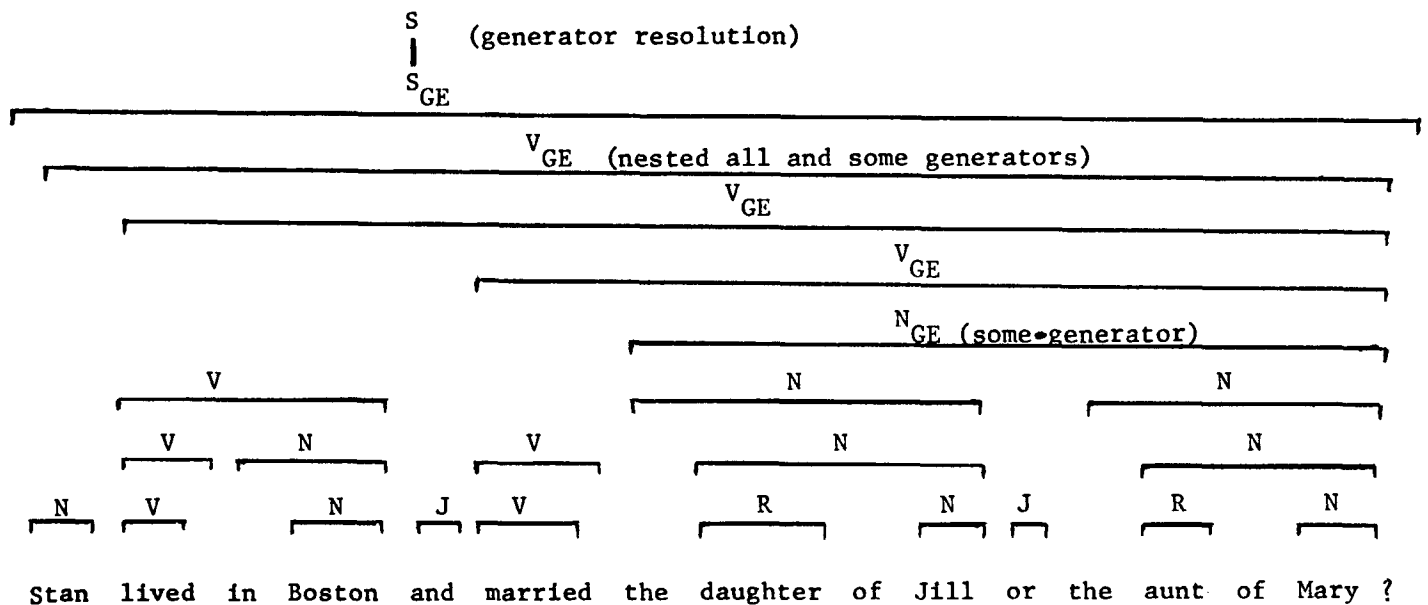 S (generator resolution)
S_GE
V_GE (nested all and some generators)
V_GE
V_GE
N_GE (some generator)
V N N
V N V N N
N V N J V R N J R N
Stan lived in Boston and married the daughter of Jill or the aunt of Mary ?